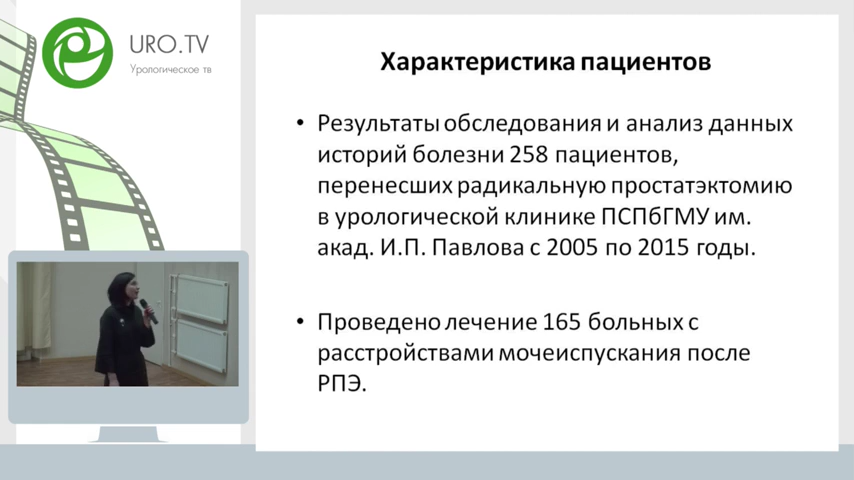 URO.TV
Урологическое тв
Характеристика пациентов
• Результаты обследования и анализ данных
историй болезни 258 пациентов,
перенесших радикальную простатэктомию
в урологической клинике ПСПбГМУ им.
акад. И.П. Павлова с 2005 по 2015 годы.
• Проведено лечение 165 больных с
расстройствами мочеиспускания после
РПЭ.